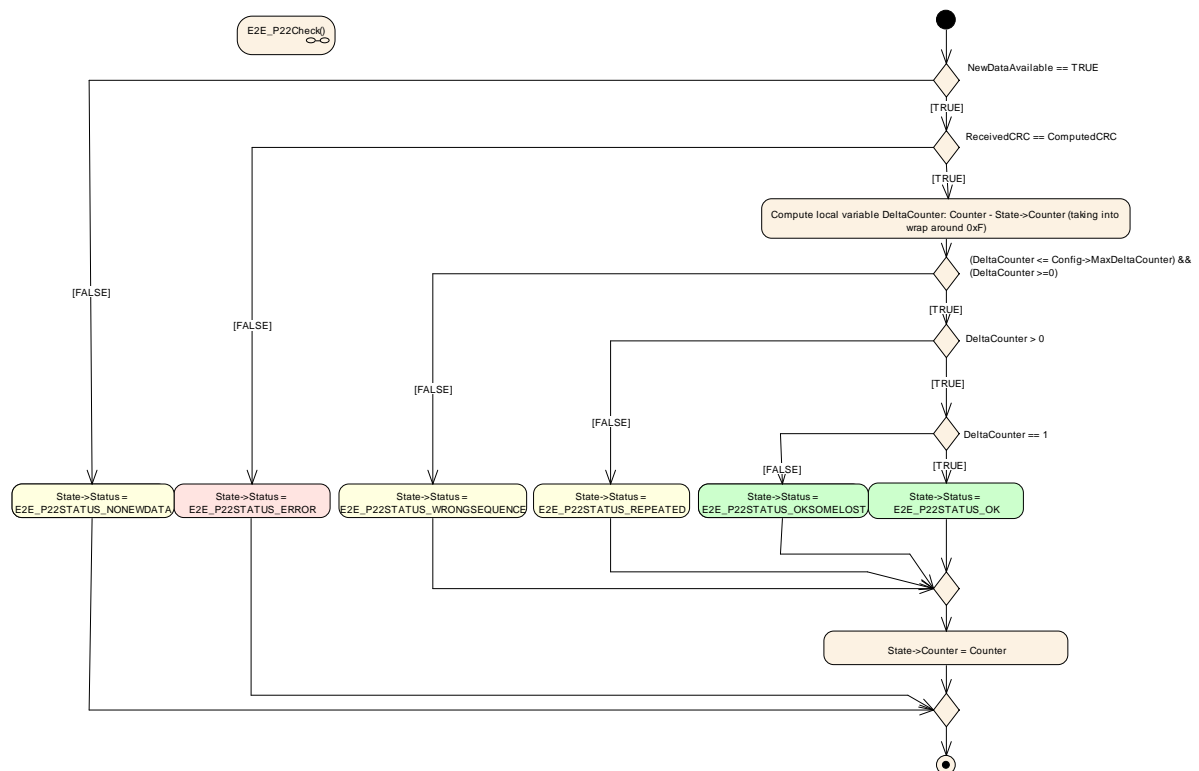 E2E_P22Check()
NewDataAvailable == TRUE
[TRUE]
ReceivedCRC == ComputedCRC
[TRUE]
Compute local variable DeltaCounter: Counter - State->Counter (taking into
wrap around 0xF)
(DeltaCounter <= Config->MaxDeltaCounter) &&
(DeltaCounter >=0)
[FALSE]
[TRUE]
[FALSE]
DeltaCounter > 0
[FALSE]
[TRUE]
[FALSE]
DeltaCounter == 1
[FALSE]
[TRUE]
State->Status =
E2E_P22STATUS_NONEWDATA
State->Status =
E2E_P22STATUS_ERROR
State->Status =
E2E_P22STATUS_WRONGSEQUENCE
State->Status =
E2E_P22STATUS_REPEATED
State->Status =
E2E_P22STATUS_OKSOMELOST
State->Status =
E2E_P22STATUS_OK
State->Counter = Counter